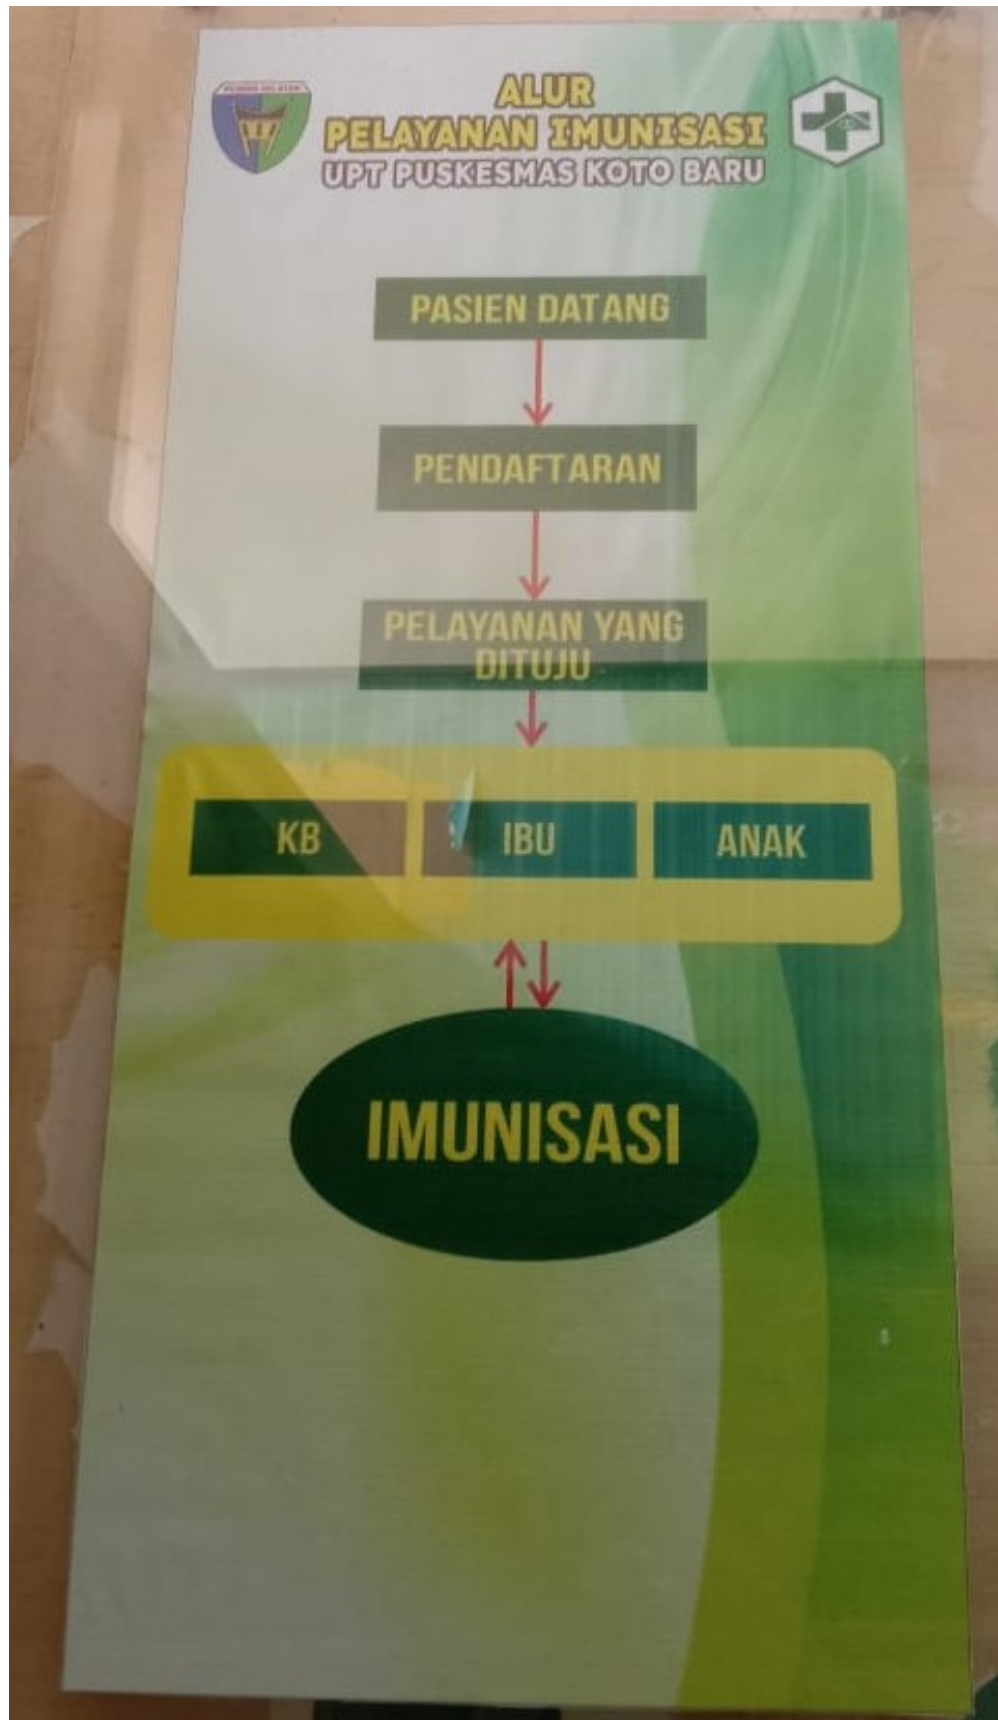 ALUR
PELAYANAN IMUNISASI
UPT PUSKESMAS KOTO BARU
PASIEN DATANG
PENDAFTARAN
PELAYANAN YANG
DITUJU
KB
IBU
ANAK
IMUNISASI